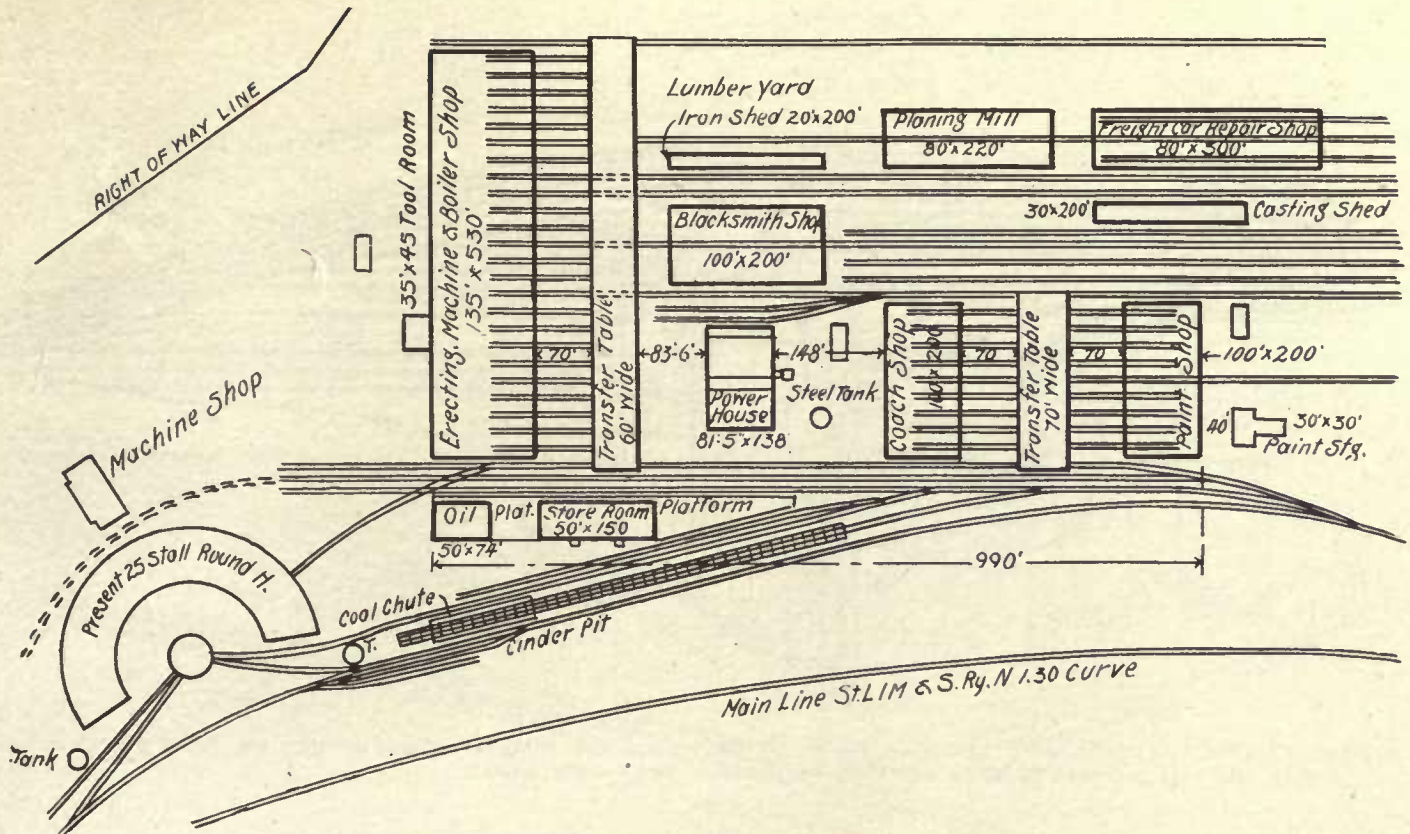 RIGHT OF WAY LINE
35'x45 Tool Room
Erecting, Machine & Boiler Shop
135' x 530'
Transfer Table
60' Wide
Lumber Yard
Iron Shed 20'x200'
Planing Mill
80'x220'
Freight Car Repair Shop
80'x300'
30'x200'
Casting Shed
Blacksmith Shop
100'x200'
70'
83'-6"
148'
70
70
100'x200'
Power
House
81'-5"x138'
Steel Tank
Coach Shop
100'x200'
Transfer Table
70' Wide
Paint Shop
40'
30'x30'
Paint Stg.
Machine Shop
Oil
Plat.
Store Room
50'x150
Platform
50'x74'
990'
Present 25 Stall Round H.
Coal Chute
T.
Cinder Pit
Tank
Main Line St.L I M & S. Ry. N 1.30 Curve